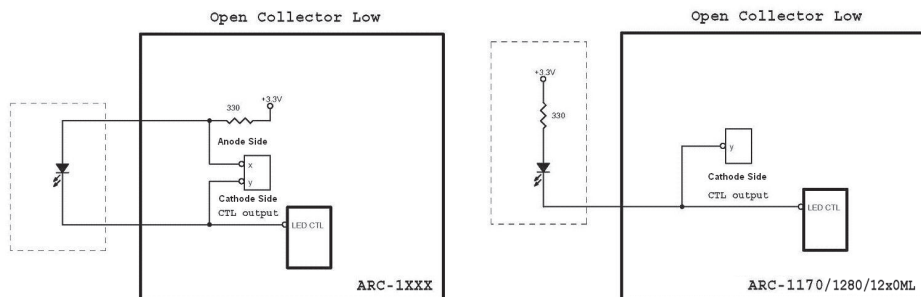 Open Collector Low
+3.3V
330
Anode Side
x
y
Cathode Side
CTL output
LED CTL
ARC-1XXX
Open Collector Low
+3.3V
330
y
Cathode Side
CTL output
LED CTL
ARC-1170/1280/12x0ML